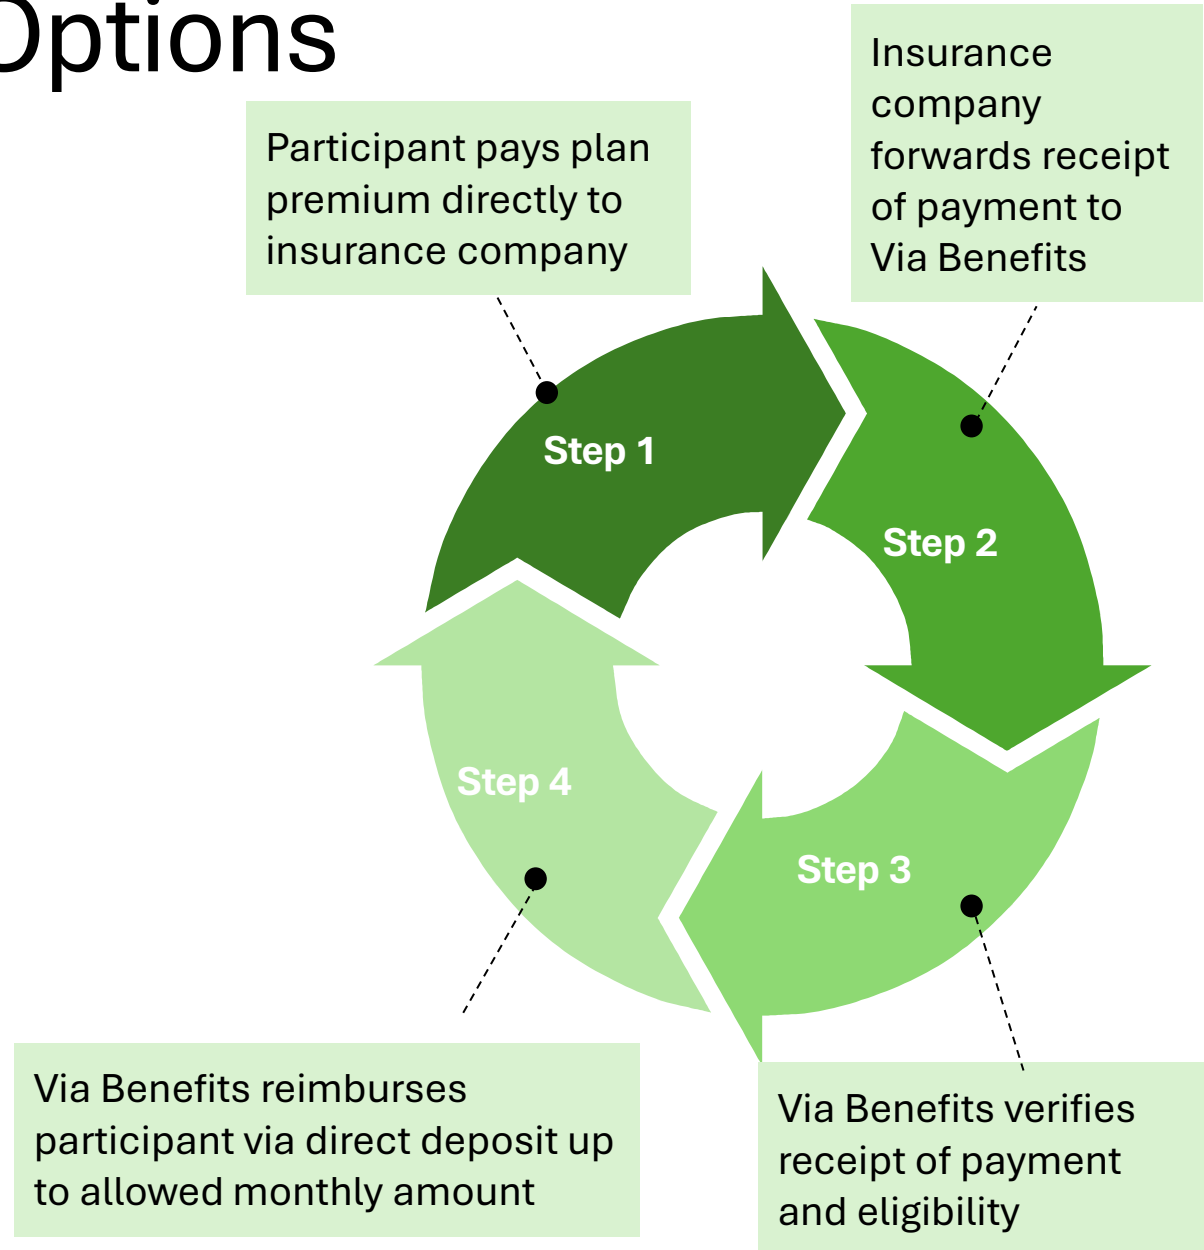 Options
Participant pays plan
premium directly to
insurance company
Insurance
company
forwards receipt
of payment to
Via Benefits
Step 1
Step 2
Step 3
Step 4
Via Benefits verifies
receipt of payment
and eligibility
Via Benefits reimburses
participant via direct deposit up
to allowed monthly amount